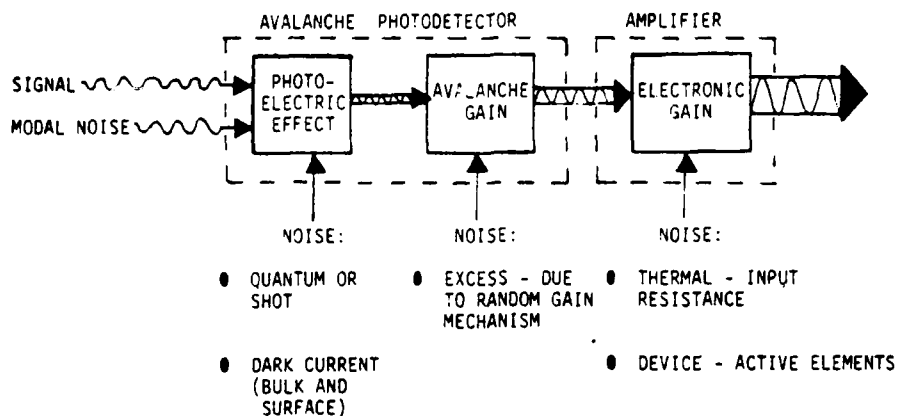 AVALANCHE PHOTODETECTOR
AMPLIFIER
SIGNAL
MODAL NOISE
PHOTO-
ELECTRIC
EFFECT
AVALANCHE
GAIN
ELECTRONIC
GAIN
NOISE:
● QUANTUM OR
SHOT
● DARK CURRENT
(BULK AND
SURFACE)
NOISE:
● EXCESS - DUE
TO RANDOM GAIN
MECHANISM
NOISE:
● THERMAL - INPUT
RESISTANCE
● DEVICE - ACTIVE ELEMENTS